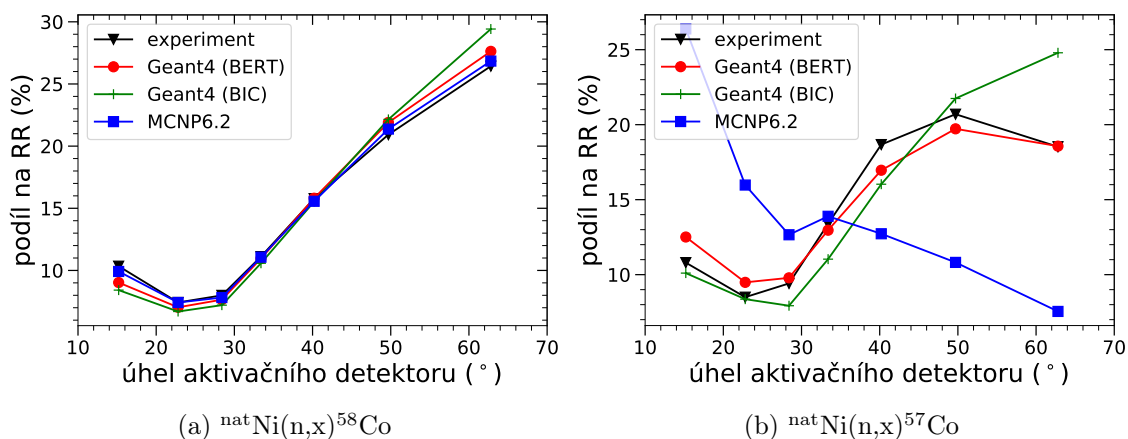 30
25
20
15
10
10 20 30 40 50 60 70
podíl na RR (%)
úhel aktivačního detektoru (°)
experiment
Geant4 (BERT)
Geant4 (BIC)
MCNP6.2
(a) ⁿᵃᵗNi(n,x)⁵⁸Co
25
20
15
10
10 20 30 40 50 60 70
podíl na RR (%)
úhel aktivačního detektoru (°)
experiment
Geant4 (BERT)
Geant4 (BIC)
MCNP6.2
(b) ⁿᵃᵗNi(n,x)⁵⁷Co